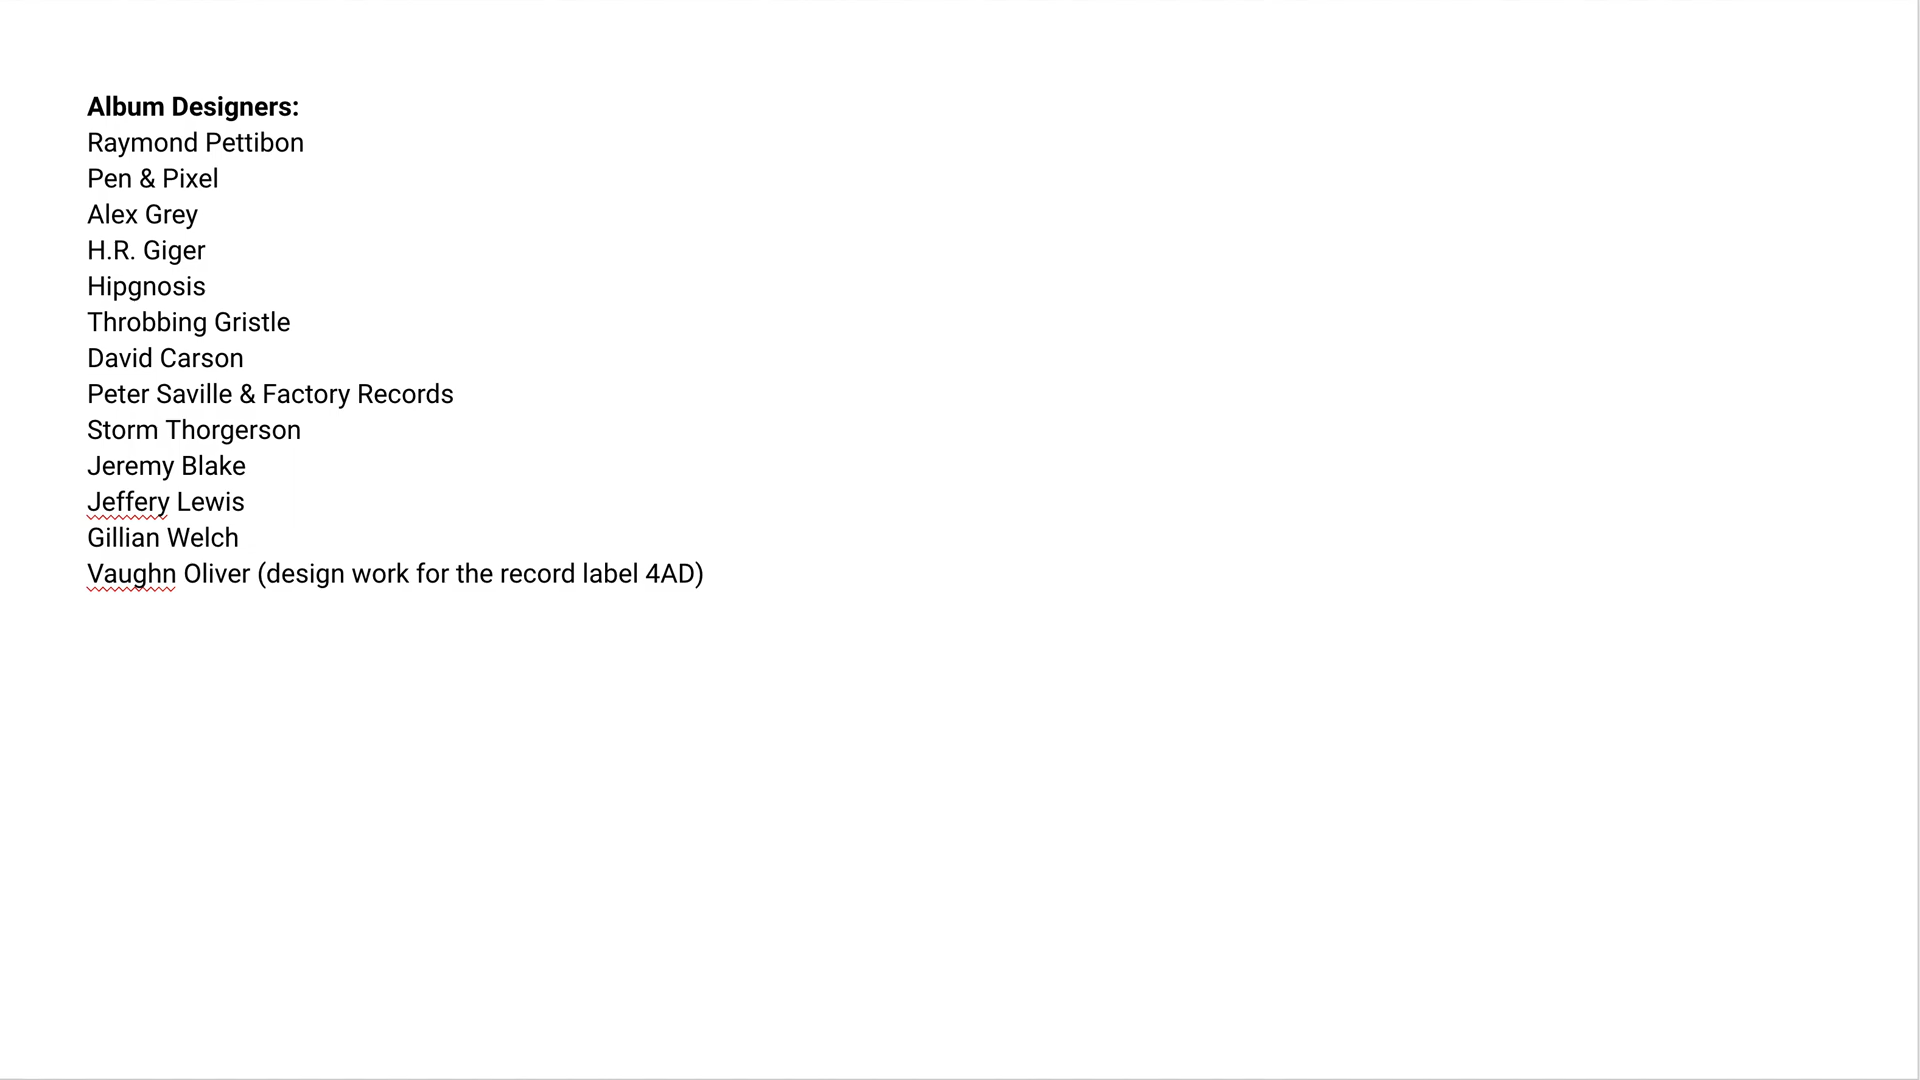 Album Designers:
Raymond Pettibon
Pen & Pixel
Alex Grey
H.R. Giger
Hipgnosis
Throbbing Gristle
David Carson
Peter Saville & Factory Records
Storm Thorgerson
Jeremy Blake
Jeffery Lewis
Gillian Welch
Vaughn Oliver (design work for the record label 4AD)